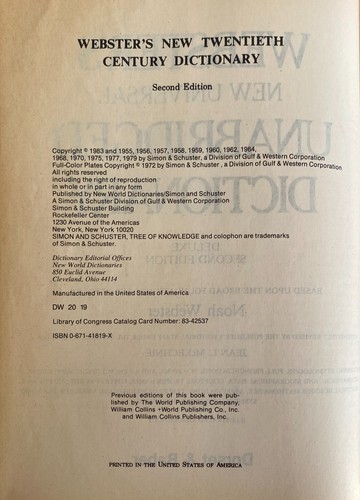 WEBSTER'S NEW TWENTIETH
CENTURY DICTIONARY
Second Edition
Copyright © 1983 and 1955, 1956, 1957, 1958, 1959, 1960, 1962, 1964,
1968, 1970, 1975, 1977, 1979 by Simon & Schuster, a Division of Gulf & Western Corporation
Full-Color Plates Copyright © 1972 by Simon & Schuster, a Division of Gulf & Western Corporation
All rights reserved
including the right of reproduction
in whole or in part in any form
Published by New World Dictionaries/Simon and Schuster
A Simon & Schuster Division of Gulf & Western Corporation
Simon & Schuster Building
Rockefeller Center
1230 Avenue of the Americas
New York, New York 10020
SIMON AND SCHUSTER, TREE OF KNOWLEDGE and colophon are trademarks
of Simon & Schuster.
Dictionary Editorial Offices
New World Dictionaries
850 Euclid Avenue
Cleveland, Ohio 44114
Manufactured in the United States of America
DW 20 19
Library of Congress Catalog Card Number: 83-42537
ISBN 0-671-41819-X
Previous editions of this book were pub-
lished by The World Publishing Company,
William Collins + World Publishing Co., Inc.
and William Collins Publishers, Inc.
PRINTED IN THE UNITED STATES OF AMERICA